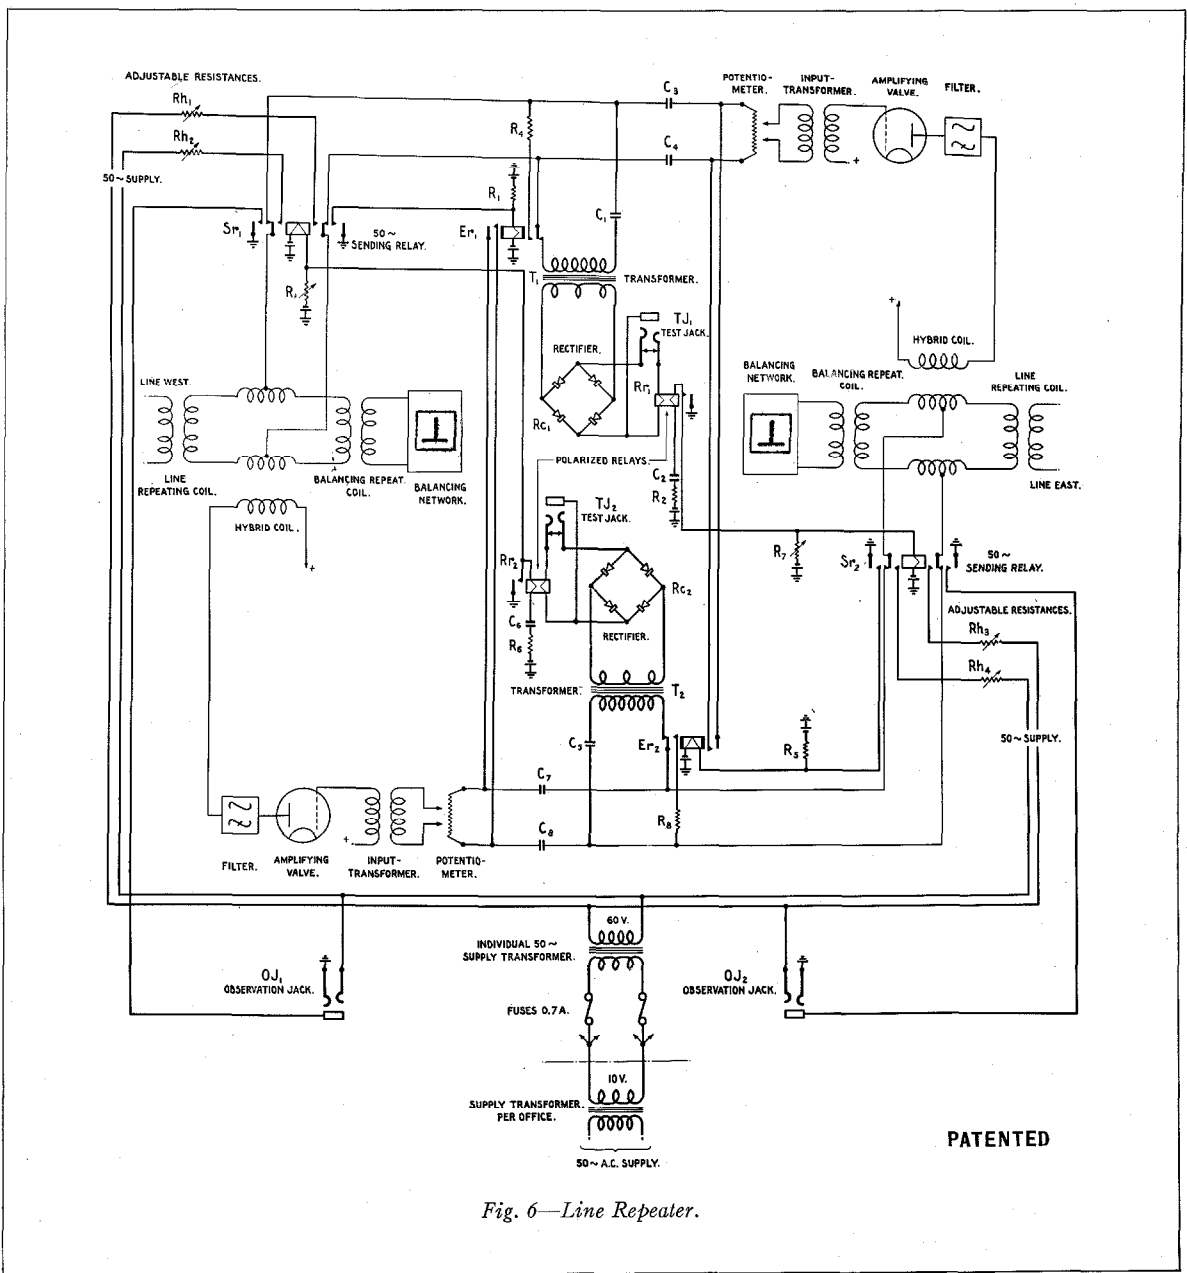 ADJUSTABLE RESISTANCES.
Rh1
Rh2
50~SUPPLY.
Sr1
50~
SENDING RELAY.
R4
R1
Er1
C1
C3
C4
POTENTIO-
METER.
INPUT-
TRANSFORMER.
AMPLIFYING
VALVE.
FILTER.
+
T1
TRANSFORMER.
TJ1
TEST JACK.
RECTIFIER.
Rr1
Rc1
POLARIZED RELAYS.
C2
R2
LINE WEST.
LINE
REPEATING COIL.
BALANCING REPEAT.
COIL.
BALANCING
NETWORK.
HYBRID COIL.
+
+
HYBRID COIL.
BALANCING
NETWORK.
BALANCING REPEAT.
COIL.
LINE
REPEATING COIL.
LINE EAST.
TJ2
TEST JACK.
Rr2
Rc2
C6
R6
RECTIFIER.
R7
Sr2
50~
SENDING RELAY.
ADJUSTABLE RESISTANCES.
Rh3
Rh4
50~SUPPLY.
TRANSFORMER.
T2
C5
Er2
R5
C7
C8
R8
+
FILTER.
AMPLIFYING
VALVE.
INPUT-
TRANSFORMER.
POTENTIO-
METER.
60 V.
INDIVIDUAL 50~
SUPPLY TRANSFORMER.
OJ1
OBSERVATION JACK.
OJ2
OBSERVATION JACK.
FUSES 0.7A.
10 V.
SUPPLY TRANSFORMER.
PER OFFICE.
50~ A.C. SUPPLY.
PATENTED
Fig. 6—Line Repeater.